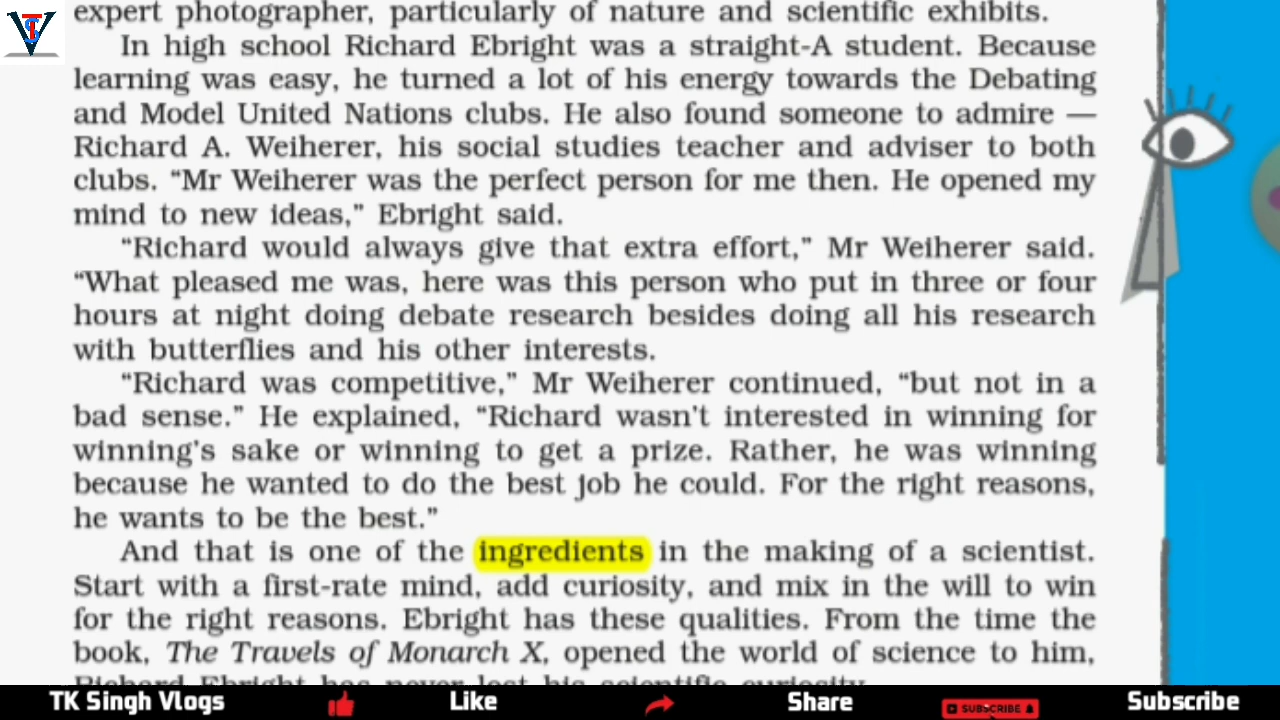 expert photographer, particularly of nature and scientific exhibits.
In high school Richard Ebright was a straight-A student. Because
learning was easy, he turned a lot of his energy towards the Debating
and Model United Nations clubs. He also found someone to admire —
Richard A. Weiherer, his social studies teacher and adviser to both
clubs. “Mr Weiherer was the perfect person for me then. He opened my
mind to new ideas,” Ebright said.
“Richard would always give that extra effort,” Mr Weiherer said.
“What pleased me was, here was this person who put in three or four
hours at night doing debate research besides doing all his research
with butterflies and his other interests.
“Richard was competitive,” Mr Weiherer continued, “but not in a
bad sense.” He explained, “Richard wasn't interested in winning for
winning's sake or winning to get a prize. Rather, he was winning
because he wanted to do the best job he could. For the right reasons,
he wants to be the best.”
And that is one of the ingredients in the making of a scientist.
Start with a first-rate mind, add curiosity, and mix in the will to win
for the right reasons. Ebright has these qualities. From the time the
book, The Travels of Monarch X, opened the world of science to him,
Richard Ebright has never lost his scientific curiosity.
TK Singh Vlogs Like Share SUBSCRIBE Subscribe